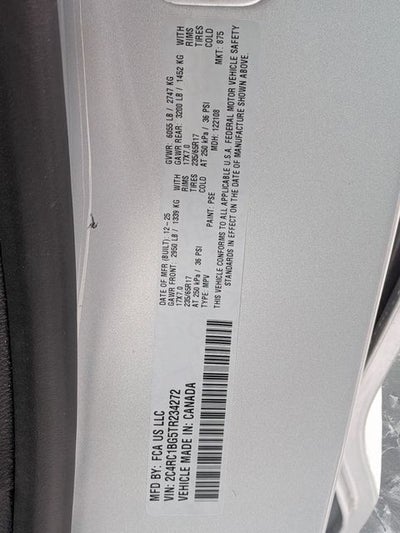 MFD BY: FCA US LLC
VIN: 2C4RC1BG5TR234272
VEHICLE MADE IN: CANADA
DATE OF MFR (BUILT): 12-25
GVWR: 6055 LB / 2747 KG
GAWR FRONT: 2950 LB / 1339 KG WITH
GAWR REAR: 3200 LB / 1452 KG WITH
17X7.0 RIMS
17X7.0 RIMS
235/65R17 TIRES
235/65R17 TIRES
AT 250 kPa / 36 PSI COLD
AT 250 kPa / 36 PSI COLD
TYPE: MPV PAINT: PSE MDH: 122108 MKT: 875
THIS VEHICLE CONFORMS TO ALL APPLICABLE U.S.A. FEDERAL MOTOR VEHICLE SAFETY
STANDARDS IN EFFECT ON THE DATE OF MANUFACTURE SHOWN ABOVE.